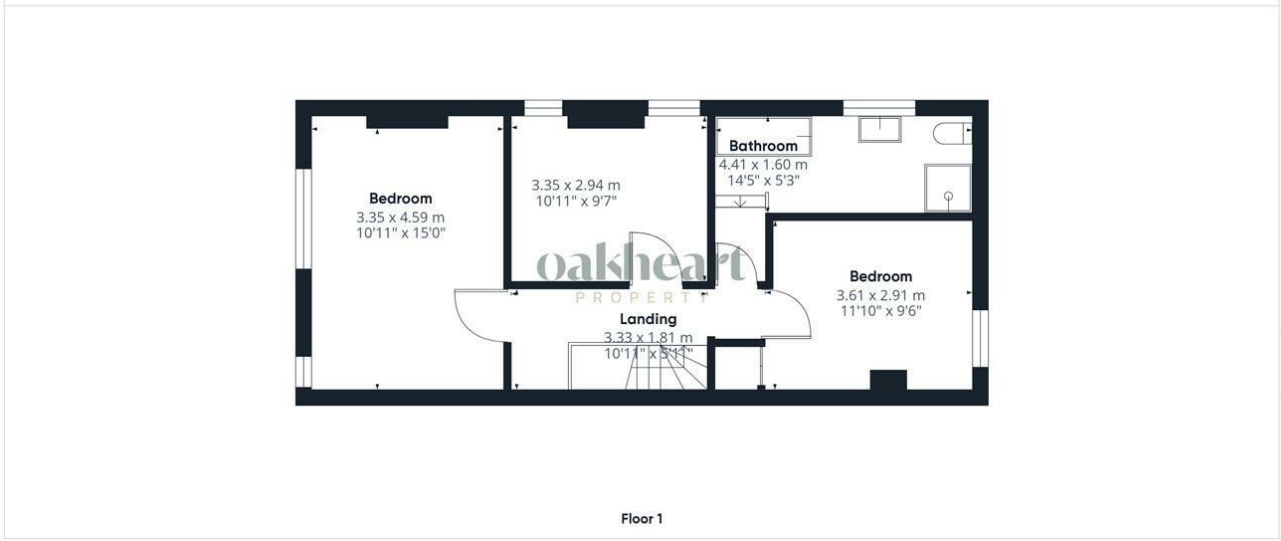 Bathroom
4.41 x 1.60 m
14'5" x 5'3"
Bedroom
3.35 x 4.59 m
10'11" x 15'0"
3.35 x 2.94 m
10'11" x 9'7"
oakheart
PROPERTY
Bedroom
3.61 x 2.91 m
11'10" x 9'6"
Landing
3.33 x 1.81 m
10'11" x 5'11"
Floor 1